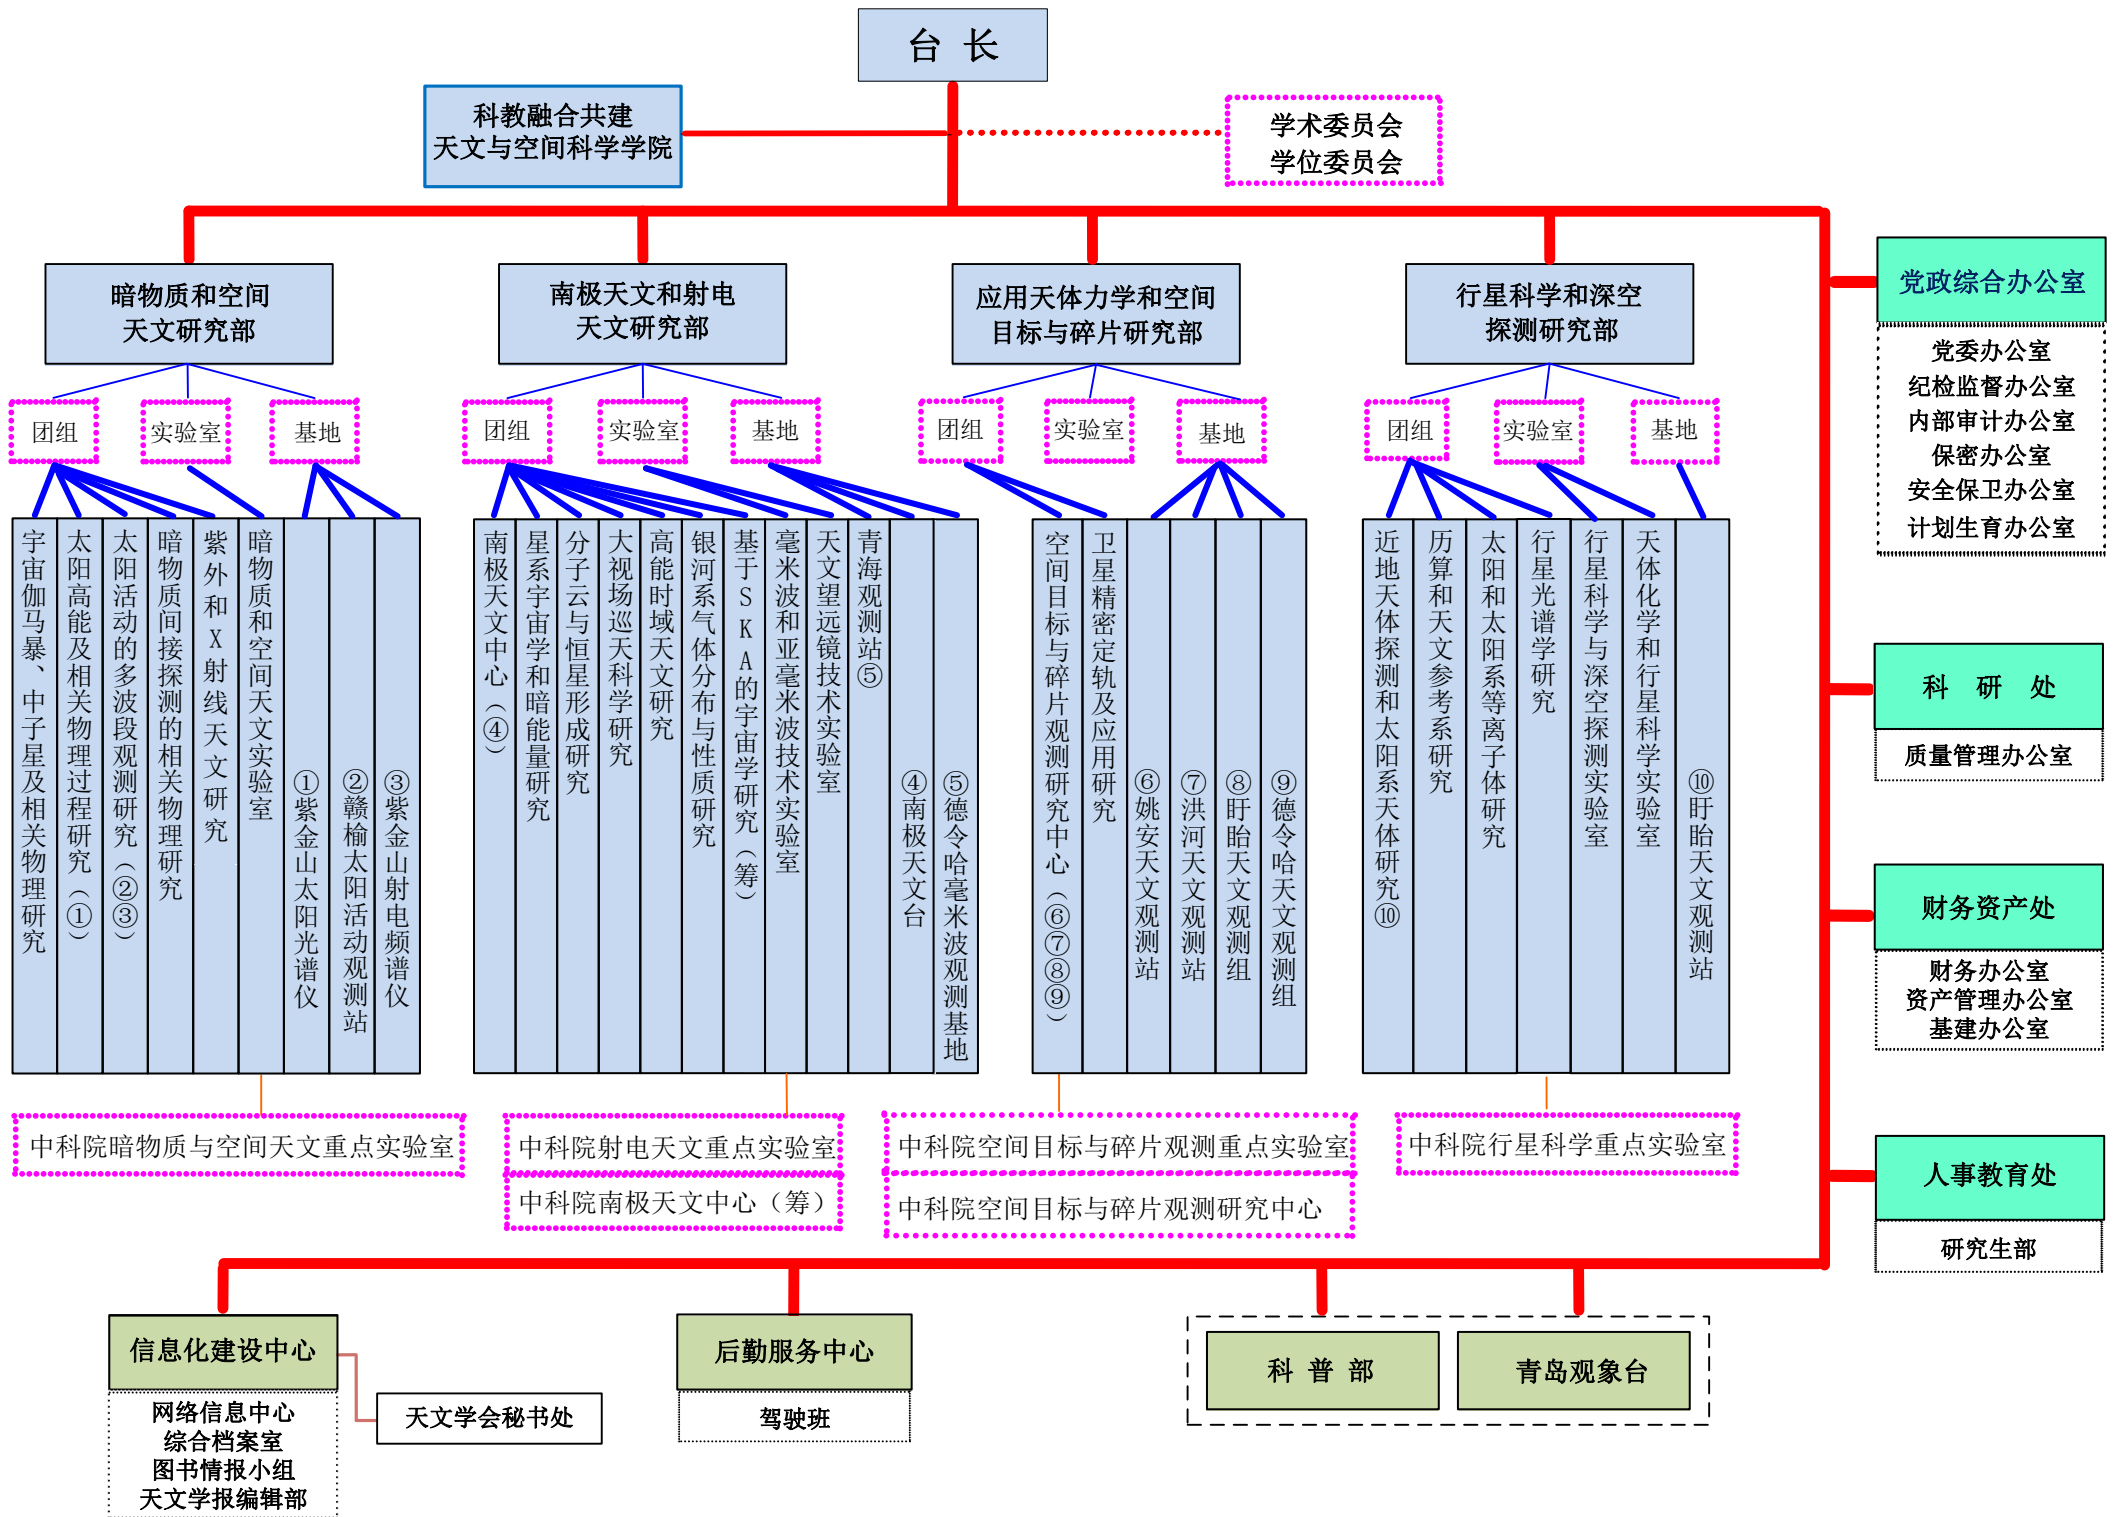 台 长
科教融合共建
天文与空间科学学院
学术委员会
学位委员会
暗物质和空间
天文研究部
南极天文和射电
天文研究部
应用天体力学和空间
目标与碎片研究部
行星科学和深空
探测研究部
团组
实验室
基地
团组
实验室
基地
团组
实验室
基地
团组
实验室
基地
宇宙伽马暴、中子星及相关物理研究
太阳高能及相关物理过程研究（①）
太阳活动的多波段观测研究（②③）
暗物质间接探测的相关物理研究
紫外和X射线天文研究
暗物质和空间天文实验室
①紫金山太阳光谱仪
②赣榆太阳活动观测站
③紫金山射电频谱仪
南极天文中心（④）
星系宇宙学和暗能量研究
分子云与恒星形成研究
大视场巡天科学研究
高能时域天文研究
银河系气体分布与性质研究
基于SKA的宇宙学研究（筹）
毫米波和亚毫米波技术实验室
天文望远镜技术实验室
青海观测站⑤
④南极天文台
⑤德令哈毫米波观测基地
空间目标与碎片观测研究中心（⑥⑦⑧⑨）
卫星精密定轨及应用研究
⑥姚安天文观测站
⑦洪河天文观测站
⑧盱眙天文观测组
⑨德令哈天文观测组
近地天体探测和太阳系天体研究⑩
历算和天文参考系研究
太阳和太阳系等离子体研究
行星光谱学研究
行星科学与深空探测实验室
天体化学和行星科学实验室
⑩盱眙天文观测站
中科院暗物质与空间天文重点实验室
中科院射电天文重点实验室
中科院南极天文中心（筹）
中科院空间目标与碎片观测重点实验室
中科院空间目标与碎片观测研究中心
中科院行星科学重点实验室
党政综合办公室
党委办公室
纪检监督办公室
内部审计办公室
保密办公室
安全保卫办公室
计划生育办公室
科 研 处
质量管理办公室
财务资产处
财务办公室
资产管理办公室
基建办公室
人事教育处
研究生部
信息化建设中心
网络信息中心
综合档案室
图书情报小组
天文学报编辑部
天文学会秘书处
后勤服务中心
驾驶班
科 普 部
青岛观象台